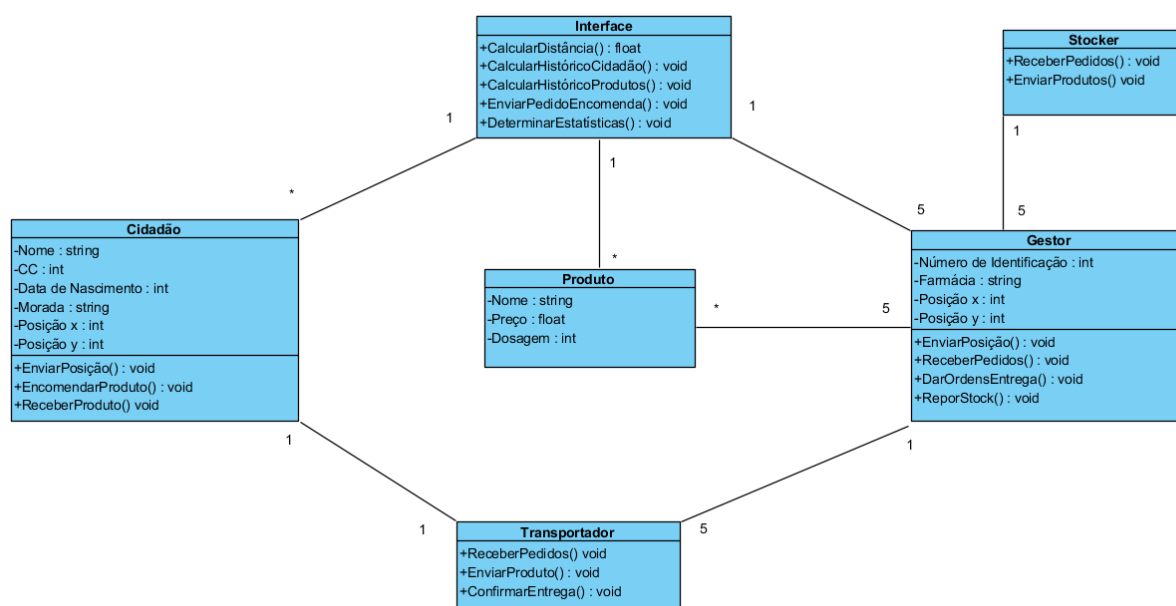 Interface
+CalcularDistância() : float
+CalcularHistóricoCidadão() : void
+CalcularHistóricoProdutos() : void
+EnviarPedidoEncomenda() : void
+DeterminarEstatísticas() : void
Stocker
+ReceberPedidos() : void
+EnviarProdutos() void
1
1
1
1
*
5
5
Cidadão
-Nome : string
-CC : int
-Data de Nascimento : int
-Morada : string
-Posição x : int
-Posição y : int
+EnviarPosição() : void
+EncomendarProduto() : void
+ReceberProduto() void
*
Produto
-Nome : string
-Preço : float
-Dosagem : int
*
5
Gestor
-Número de Identificação : int
-Farmácia : string
-Posição x : int
-Posição y : int
+EnviarPosição() : void
+ReceberPedidos() : void
+DarOrdensEntrega() : void
+ReporStock() : void
1
1
1
5
Transportador
+ReceberPedidos() void
+EnviarProduto() : void
+ConfirmarEntrega() : void